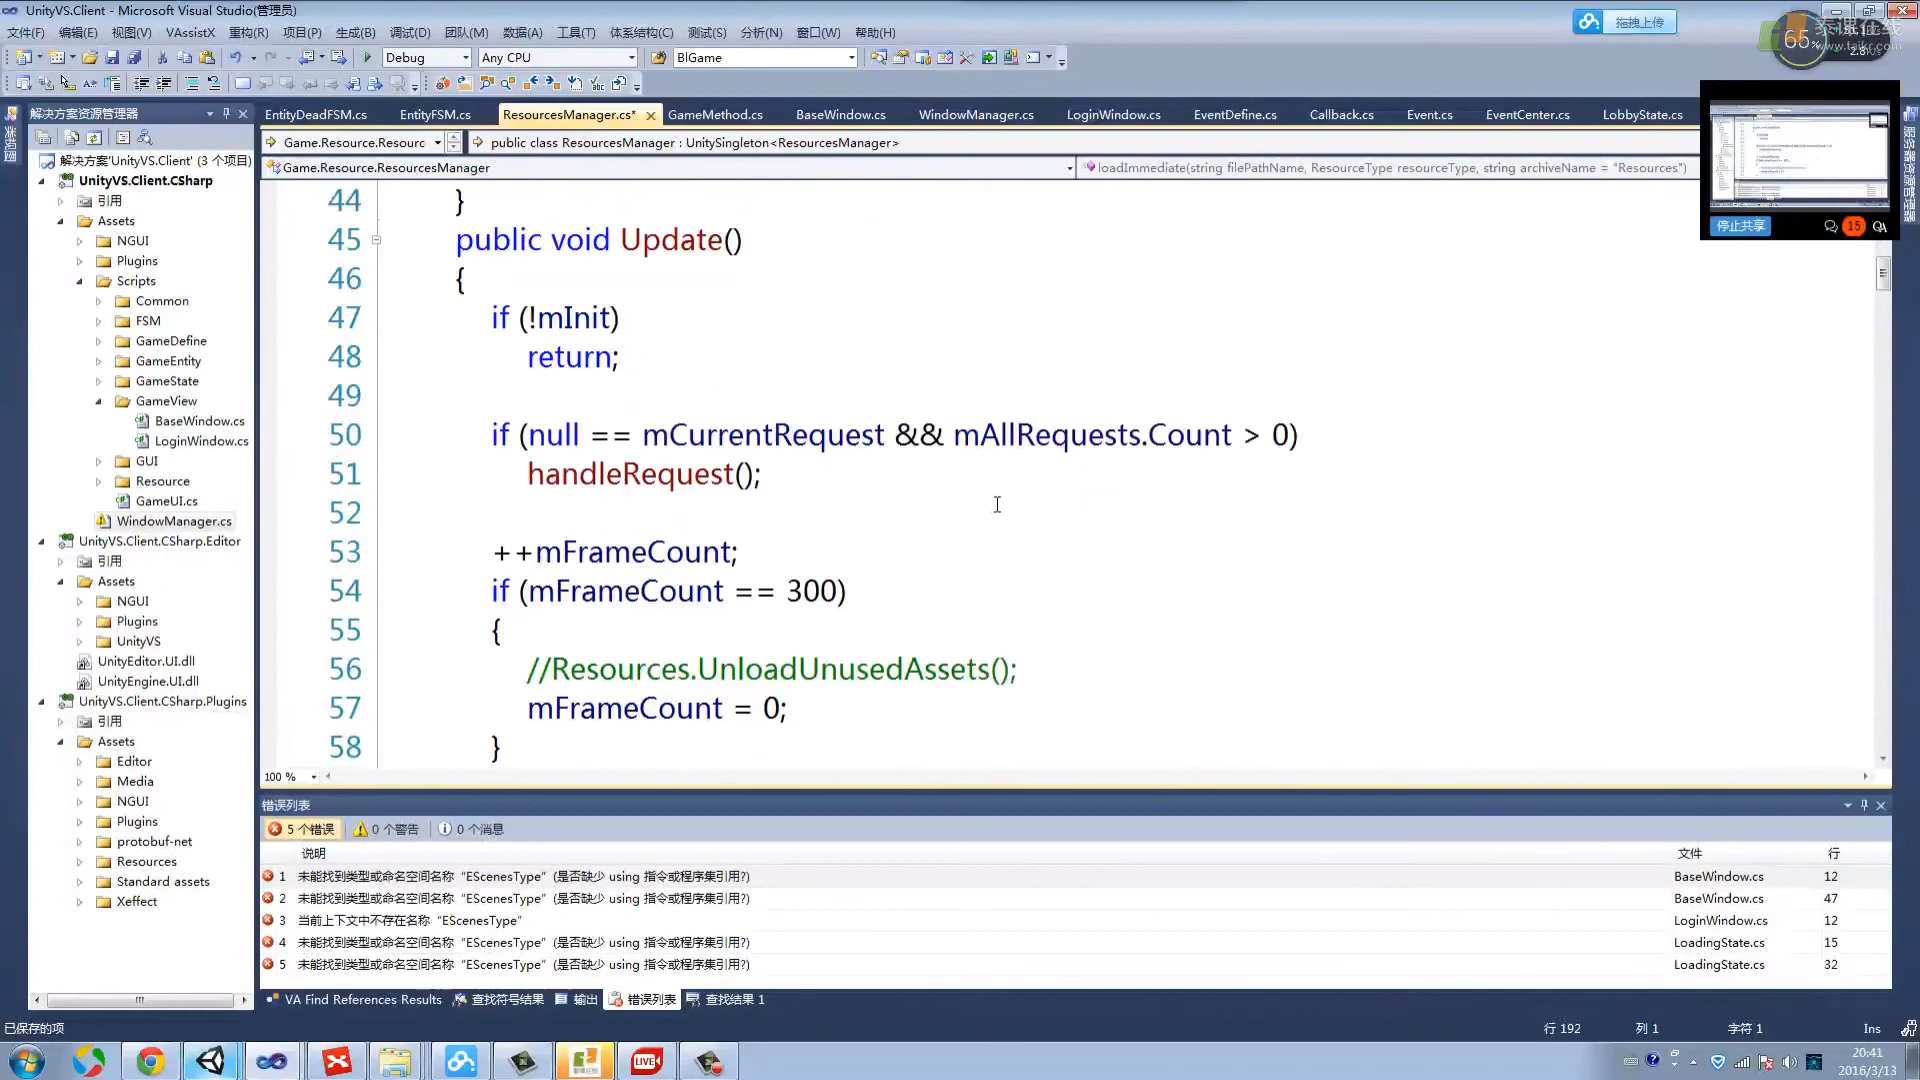 UnityVS.Client - Microsoft Visual Studio(管理员)
文件(F) 编辑(E) 视图(V) VAssistX 重构(R) 项目(P) 生成(B) 调试(D) 团队(M) 数据(A) 工具(T) 体系结构(C) 测试(S) 分析(N) 窗口(W) 帮助(H)
拖拽上传
65%
泰课在线
www.taikr.com
Debug Any CPU BIGame
解决方案资源管理器
EntityDeadFSM.cs EntityFSM.cs ResourcesManager.cs* GameMethod.cs BaseWindow.cs WindowManager.cs LoginWindow.cs EventDefine.cs Callback.cs Event.cs EventCenter.cs LobbyState.cs
Game.Resource.Resourc public class ResourcesManager : UnitySingleton<ResourcesManager>
Game.Resource.ResourcesManager loadImmediate(string filePathName, ResourceType resourceType, string archiveName = "Resources")
停止共享 15
解决方案'UnityVS.Client' (3 个项目)
UnityVS.Client.CSharp
引用
Assets
NGUI
Plugins
Scripts
Common
FSM
GameDefine
GameEntity
GameState
GameView
BaseWindow.cs
LoginWindow.cs
GUI
Resource
GameUI.cs
WindowManager.cs
UnityVS.Client.CSharp.Editor
引用
Assets
NGUI
Plugins
UnityVS
UnityEditor.UI.dll
UnityEngine.UI.dll
UnityVS.Client.CSharp.Plugins
引用
Assets
Editor
Media
NGUI
Plugins
protobuf-net
Resources
Standard assets
Xeffect
44 }
45 public void Update()
46 {
47 if (!mInit)
48 return;
49
50 if (null == mCurrentRequest && mAllRequests.Count > 0)
51 handleRequest();
52
53 ++mFrameCount;
54 if (mFrameCount == 300)
55 {
56 //Resources.UnloadUnusedAssets();
57 mFrameCount = 0;
58 }
100 %
错误列表
5 个错误 0 个警告 0 个消息
说明 文件 行
1 未能找到类型或命名空间名称 “EScenesType” (是否缺少 using 指令或程序集引用?) BaseWindow.cs 12
2 未能找到类型或命名空间名称 “EScenesType” (是否缺少 using 指令或程序集引用?) BaseWindow.cs 47
3 当前上下文中不存在名称 “EScenesType” LoginWindow.cs 12
4 未能找到类型或命名空间名称 “EScenesType” (是否缺少 using 指令或程序集引用?) LoadingState.cs 15
5 未能找到类型或命名空间名称 “EScenesType” (是否缺少 using 指令或程序集引用?) LoadingState.cs 32
VA Find References Results 查找符号结果 输出 错误列表 查找结果 1
已保存的项 行 192 列 1 字符 1 Ins
LIVE
20:41
2016/3/13